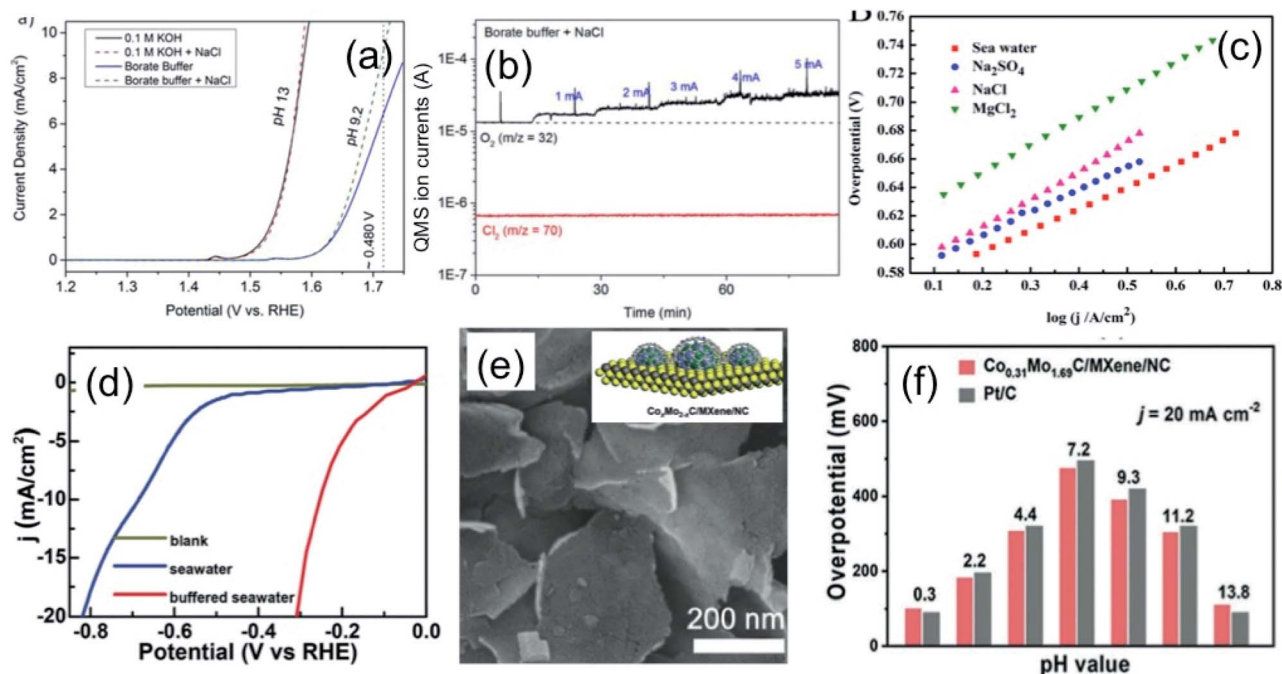 a)
(a)
0.1 M KOH
0.1 M KOH + NaCl
Borate Buffer
Borate buffer + NaCl
pH 13
pH 9.2
~ 0.480 V
Current Density (mA/cm²)
10
8
6
4
2
0
1.2
1.3
1.4
1.5
1.6
1.7
Potential (V vs. RHE)
(b)
Borate buffer + NaCl
1 mA
2 mA
3 mA
4 mA
5 mA
O₂ (m/z = 32)
Cl₂ (m/z = 70)
QMS ion currents (A)
1E-4
1E-5
1E-6
1E-7
0
30
60
Time (min)
(c)
Sea water
Na₂SO₄
NaCl
MgCl₂
Overpotential (V)
0.76
0.74
0.72
0.70
0.68
0.66
0.64
0.62
0.60
0.58
0.1
0.2
0.3
0.4
0.5
0.6
0.7
0.8
log (j /A/cm²)
(d)
j (mA/cm²)
0
-5
-10
-15
-20
blank
seawater
buffered seawater
-0.8
-0.6
-0.4
-0.2
0.0
Potential (V vs RHE)
(e)
CoₓMo₂₋ₓC/MXene/NC
200 nm
(f)
Co₀.₃₁Mo₁.₆₉C/MXene/NC
Pt/C
j = 20 mA cm⁻²
Overpotential (mV)
800
600
400
200
0
0.3
2.2
4.4
7.2
9.3
11.2
13.8
pH value